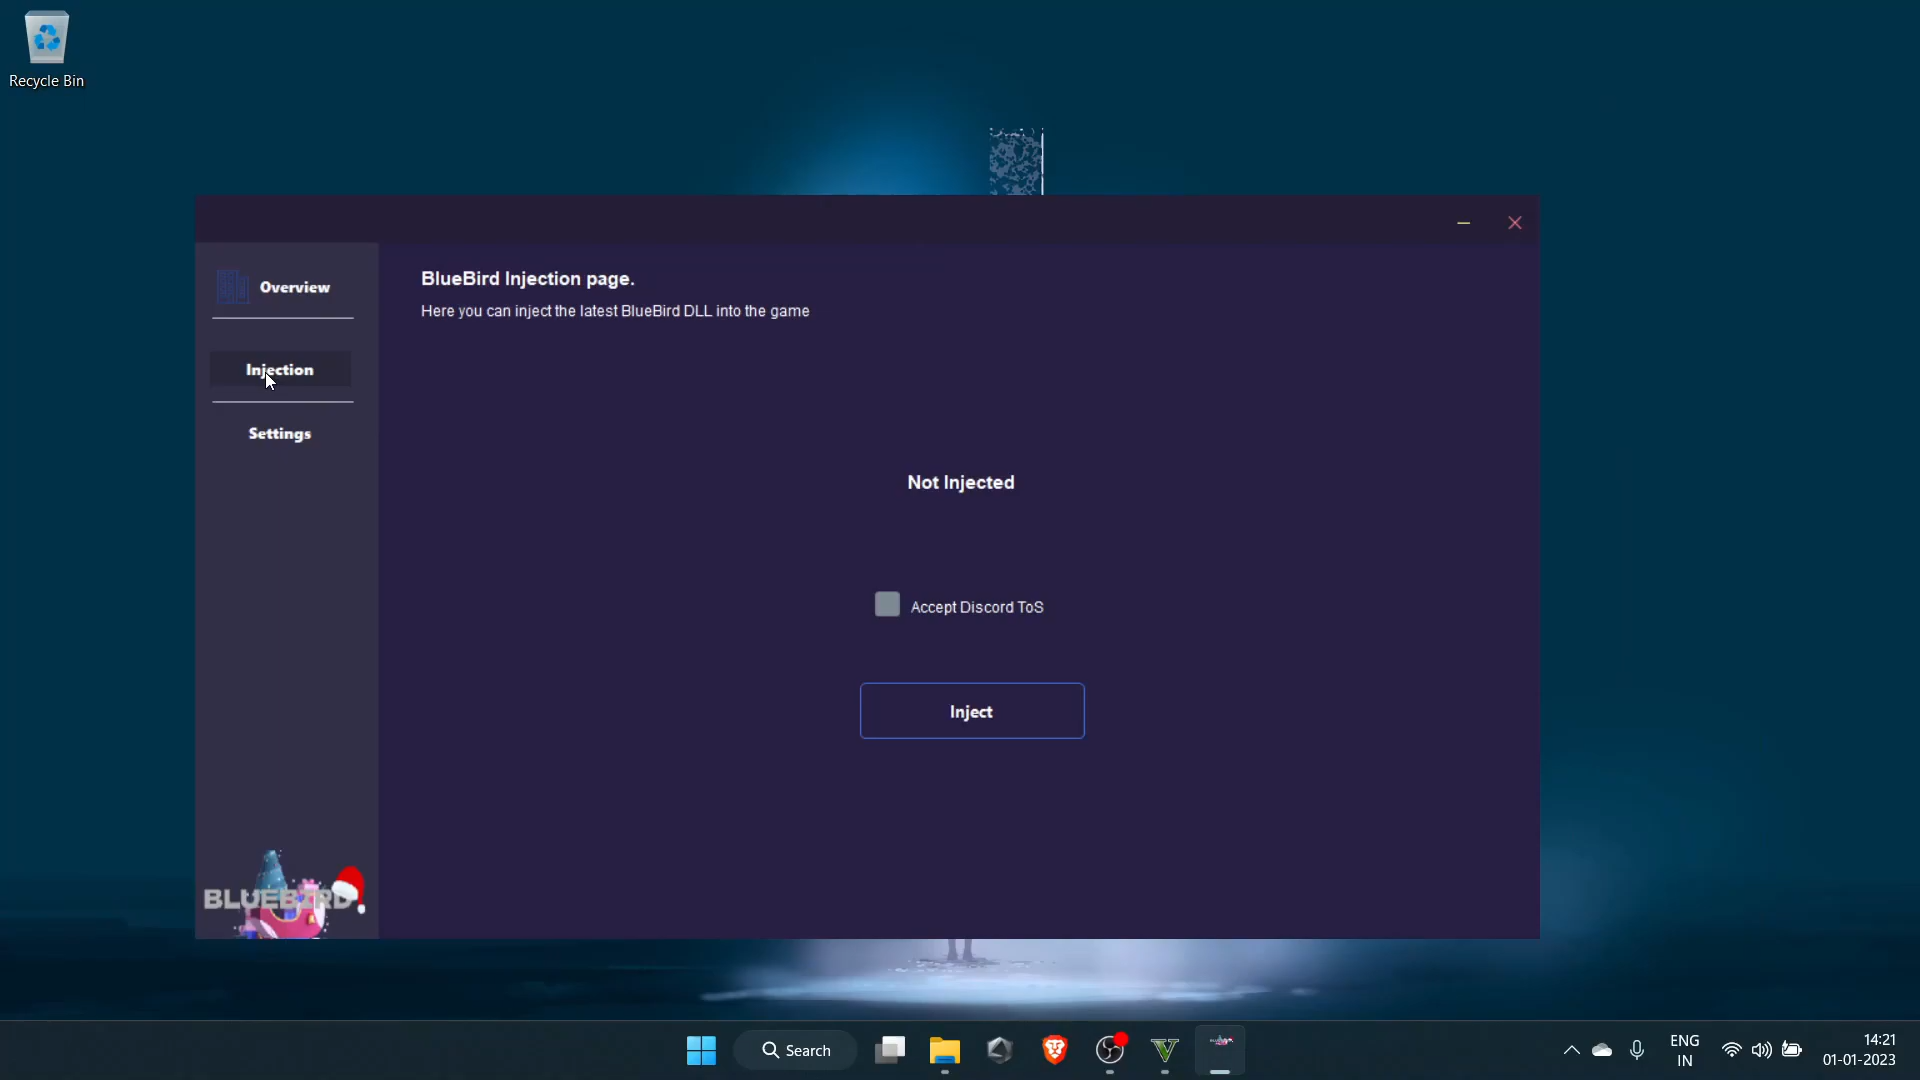 Recycle Bin
Overview
Injection
Settings
BLUEBIRD
BlueBird Injection page.
Here you can inject the latest BlueBird DLL into the game
Not Injected
Accept Discord ToS
Inject
Search
ENG
IN
14:21
01-01-2023